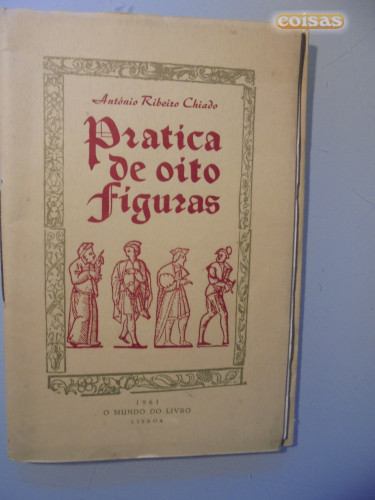 coisas
António Ribeiro Chiado
Pratica
de oito
figuras
1961
O MUNDO DO LIVRO
LISBOA